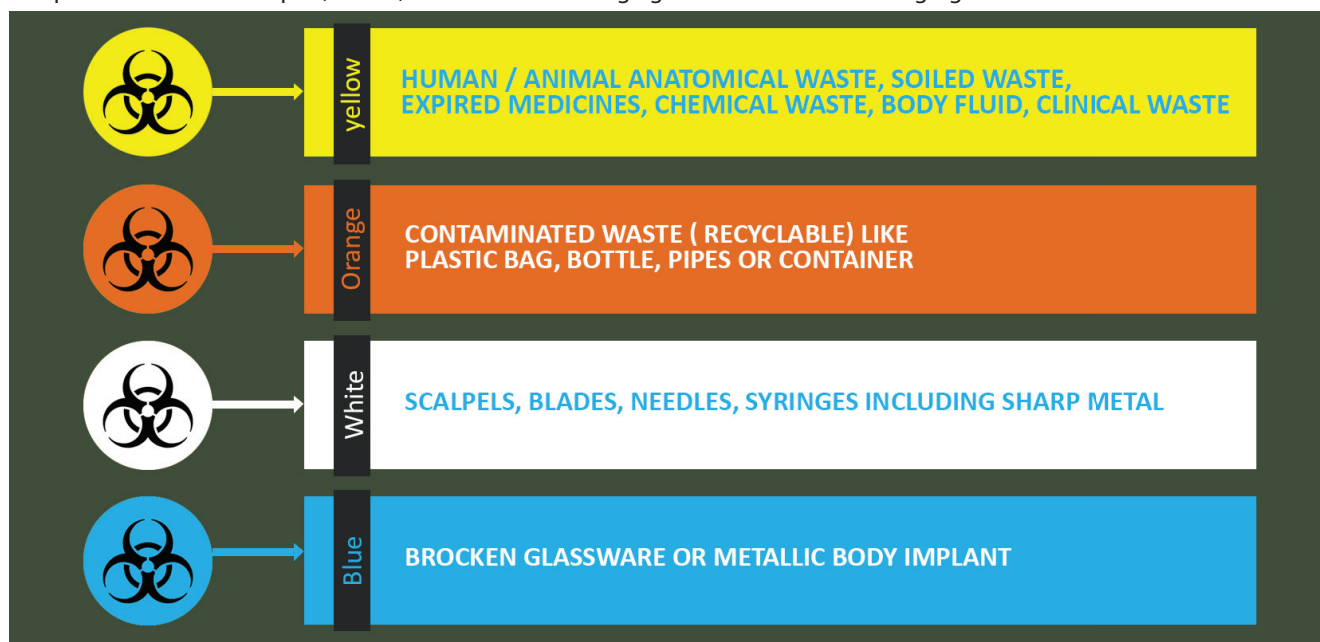 yellow
HUMAN / ANIMAL ANATOMICAL WASTE, SOILED WASTE,
EXPIRED MEDICINES, CHEMICAL WASTE, BODY FLUID, CLINICAL WASTE
Orange
CONTAMINATED WASTE ( RECYCLABLE) LIKE
PLASTIC BAG, BOTTLE, PIPES OR CONTAINER
White
SCALPELS, BLADES, NEEDLES, SYRINGES INCLUDING SHARP METAL
Blue
BROCKEN GLASSWARE OR METALLIC BODY IMPLANT